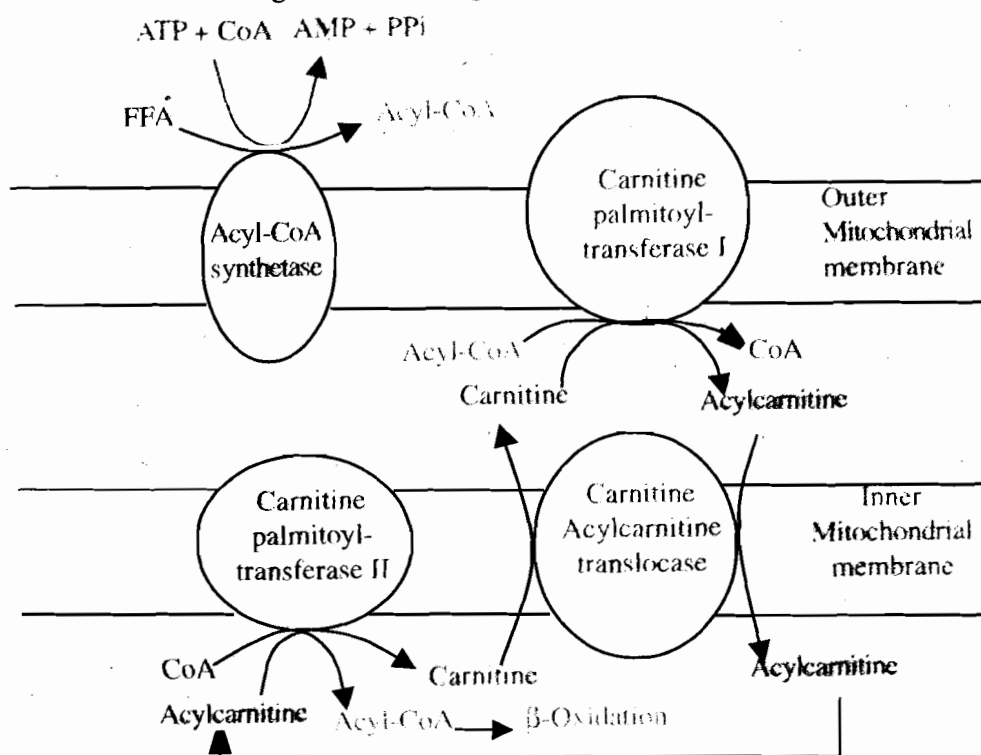 ATP + CoA AMP + PPi
FFA
Acyl-CoA
Acyl-CoA
synthetase
Carnitine
palmitoyl-
transferase I
Outer
Mitochondrial
membrane
Acyl-CoA
CoA
Carnitine
Acylcarnitine
Carnitine
palmitoyl-
transferase II
Carnitine
Acylcarnitine
translocase
Inner
Mitochondrial
membrane
CoA
Carnitine
Acylcarnitine
Acylcarnitine
Acyl-CoA
β-Oxidation